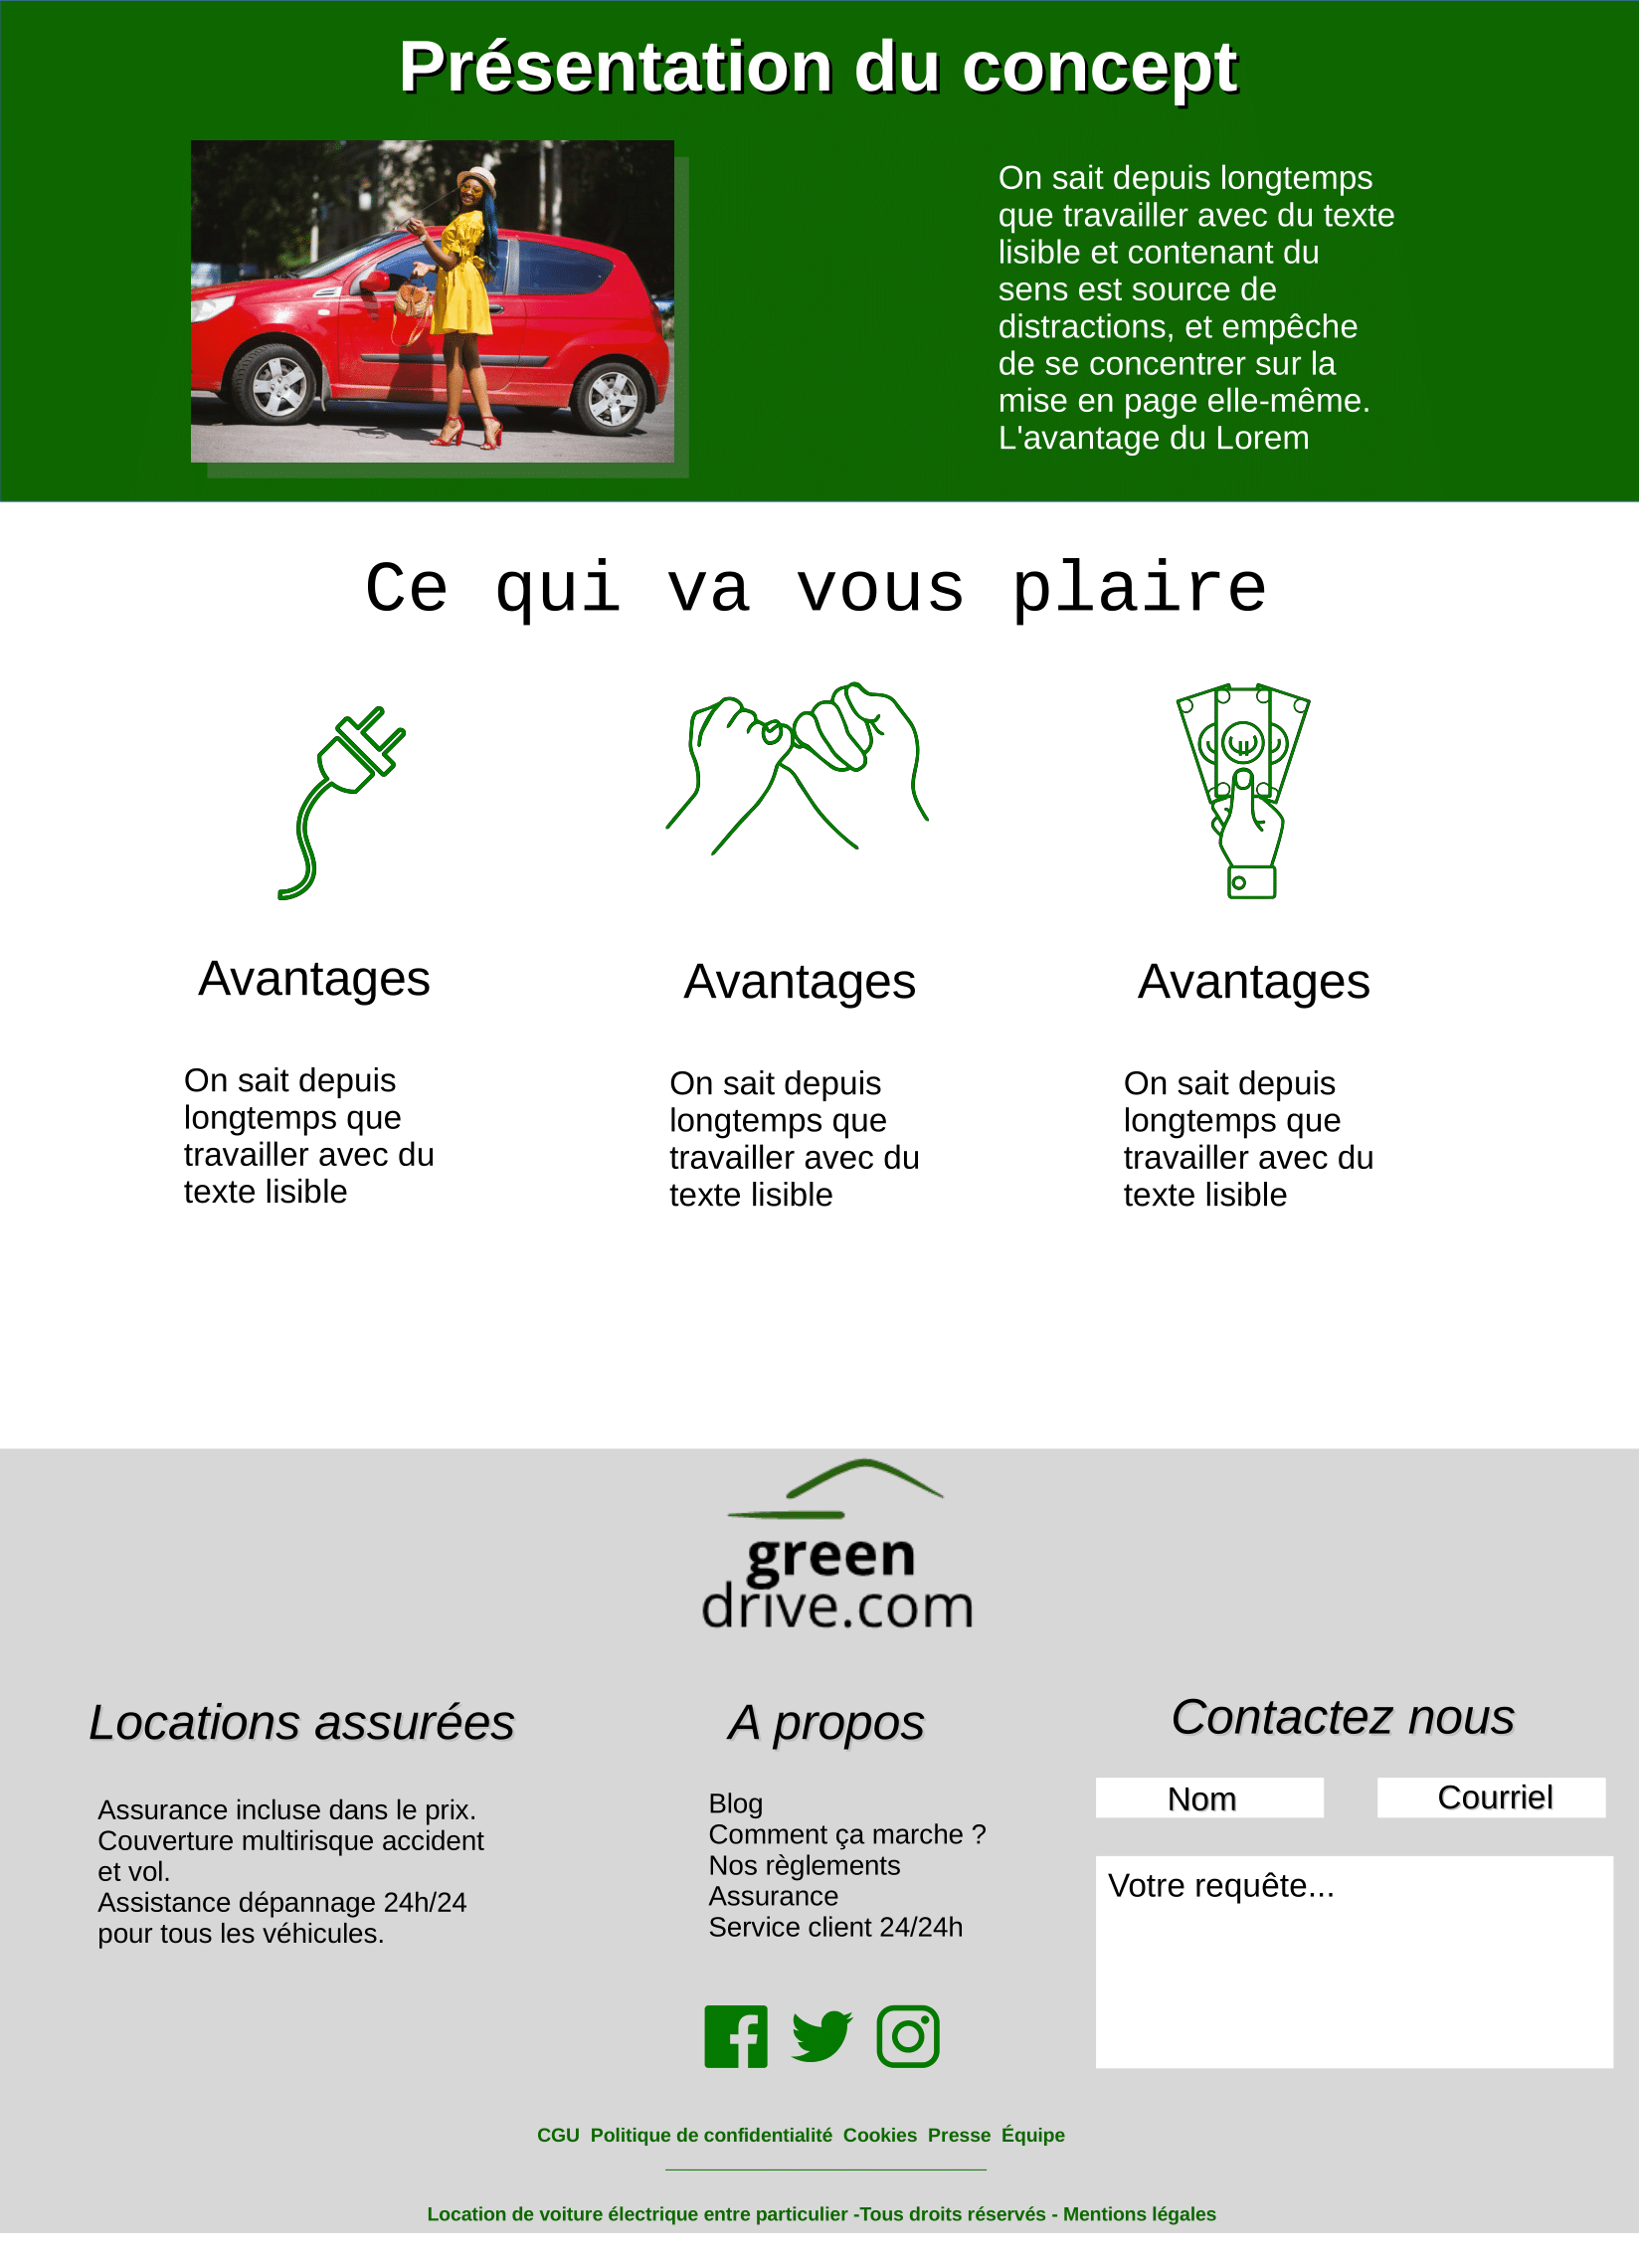 Présentation du concept
On sait depuis longtemps
que travailler avec du texte
lisible et contenant du
sens est source de
distractions, et empêche
de se concentrer sur la
mise en page elle-même.
L'avantage du Lorem
Ce qui va vous plaire
Avantages
On sait depuis
longtemps que
travailler avec du
texte lisible
Avantages
On sait depuis
longtemps que
travailler avec du
texte lisible
Avantages
On sait depuis
longtemps que
travailler avec du
texte lisible
green
drive.com
Locations assurées
Assurance incluse dans le prix.
Couverture multirisque accident
et vol.
Assistance dépannage 24h/24
pour tous les véhicules.
A propos
Blog
Comment ça marche ?
Nos règlements
Assurance
Service client 24/24h
Contactez nous
Nom
Courriel
Votre requête...
CGU Politique de confidentialité Cookies Presse Équipe
Location de voiture électrique entre particulier -Tous droits réservés - Mentions légales